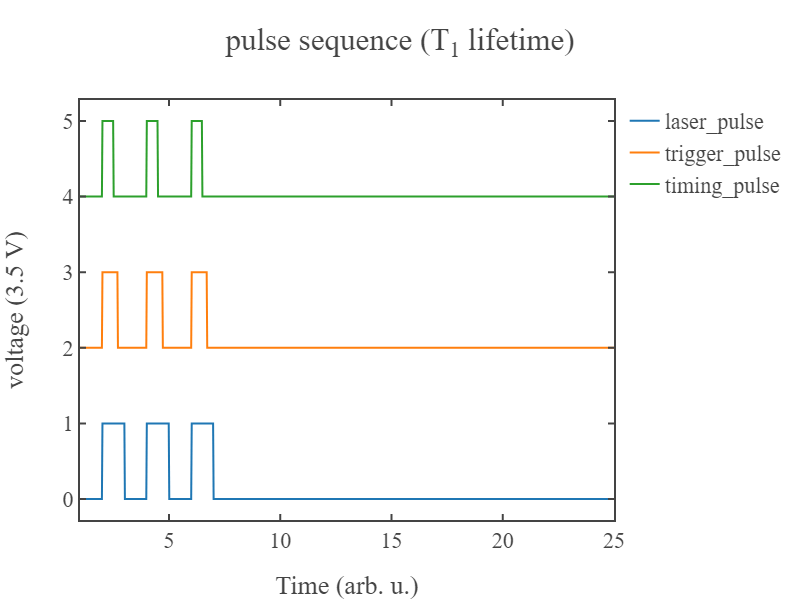 pulse sequence (T₁ lifetime)
laser_pulse
trigger_pulse
timing_pulse
voltage (3.5 V)
5
4
3
2
1
0
5 10 15 20 25
Time (arb. u.)